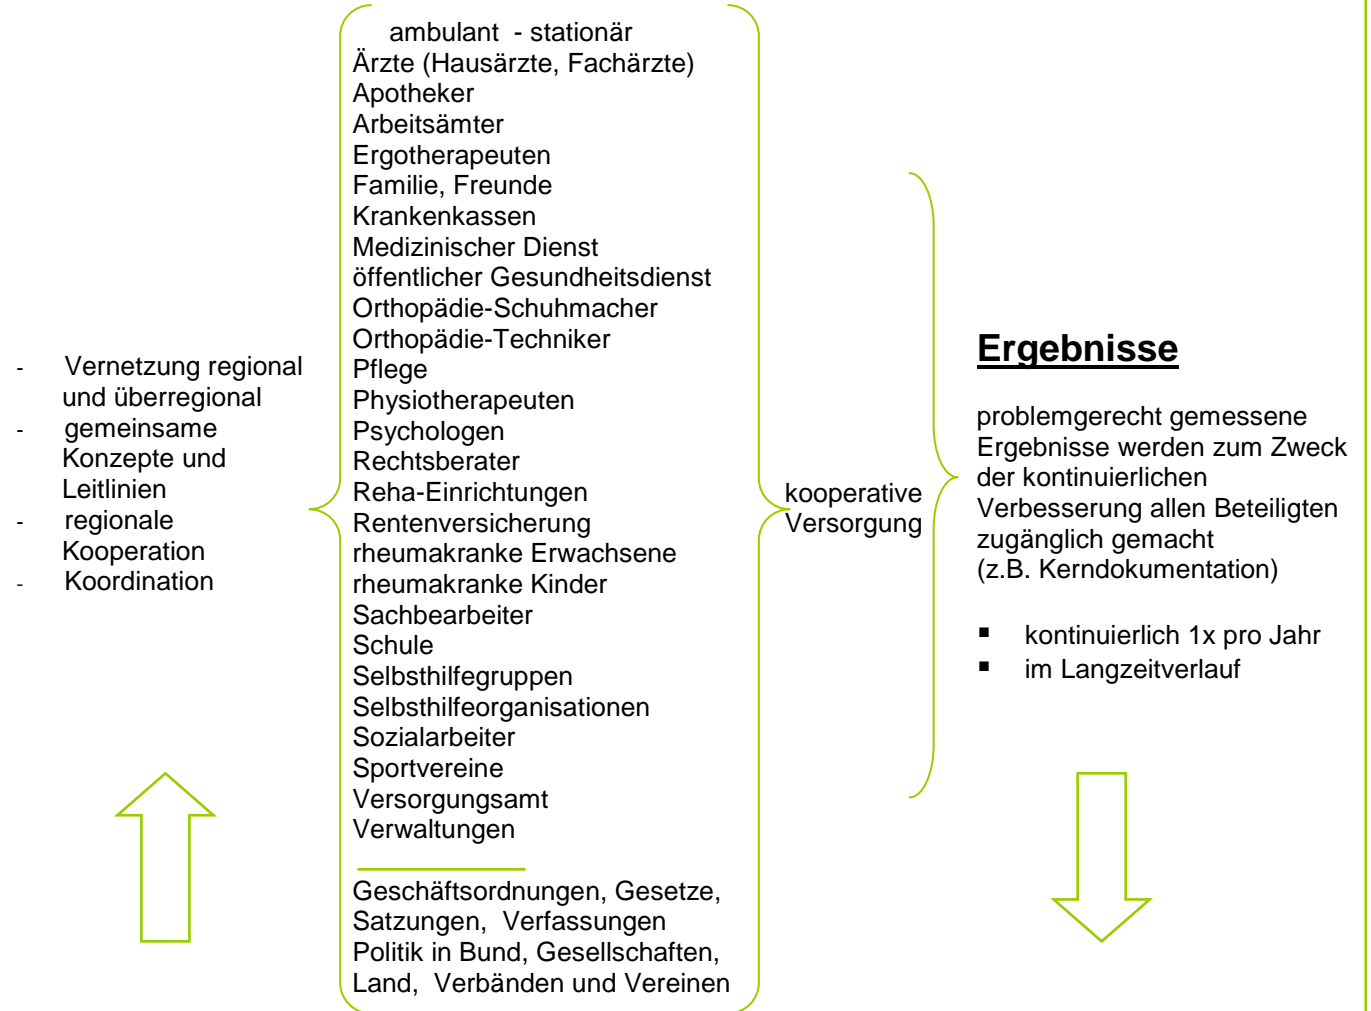 - Vernetzung regional
und überregional
- gemeinsame
Konzepte und
Leitlinien
- regionale
Kooperation
- Koordination
ambulant - stationär
Ärzte (Hausärzte, Fachärzte)
Apotheker
Arbeitsämter
Ergotherapeuten
Familie, Freunde
Krankenkassen
Medizinischer Dienst
öffentlicher Gesundheitsdienst
Orthopädie-Schuhmacher
Orthopädie-Techniker
Pflege
Physiotherapeuten
Psychologen
Rechtsberater
Reha-Einrichtungen
Rentenversicherung
rheumakranke Erwachsene
rheumakranke Kinder
Sachbearbeiter
Schule
Selbsthilfegruppen
Selbsthilfeorganisationen
Sozialarbeiter
Sportvereine
Versorgungsamt
Verwaltungen
Geschäftsordnungen, Gesetze,
Satzungen, Verfassungen
Politik in Bund, Gesellschaften,
Land, Verbänden und Vereinen
kooperative
Versorgung
Ergebnisse
problemgerecht gemessene
Ergebnisse werden zum Zweck
der kontinuierlichen
Verbesserung allen Beteiligten
zugänglich gemacht
(z.B. Kerndokumentation)
▪ kontinuierlich 1x pro Jahr
▪ im Langzeitverlauf